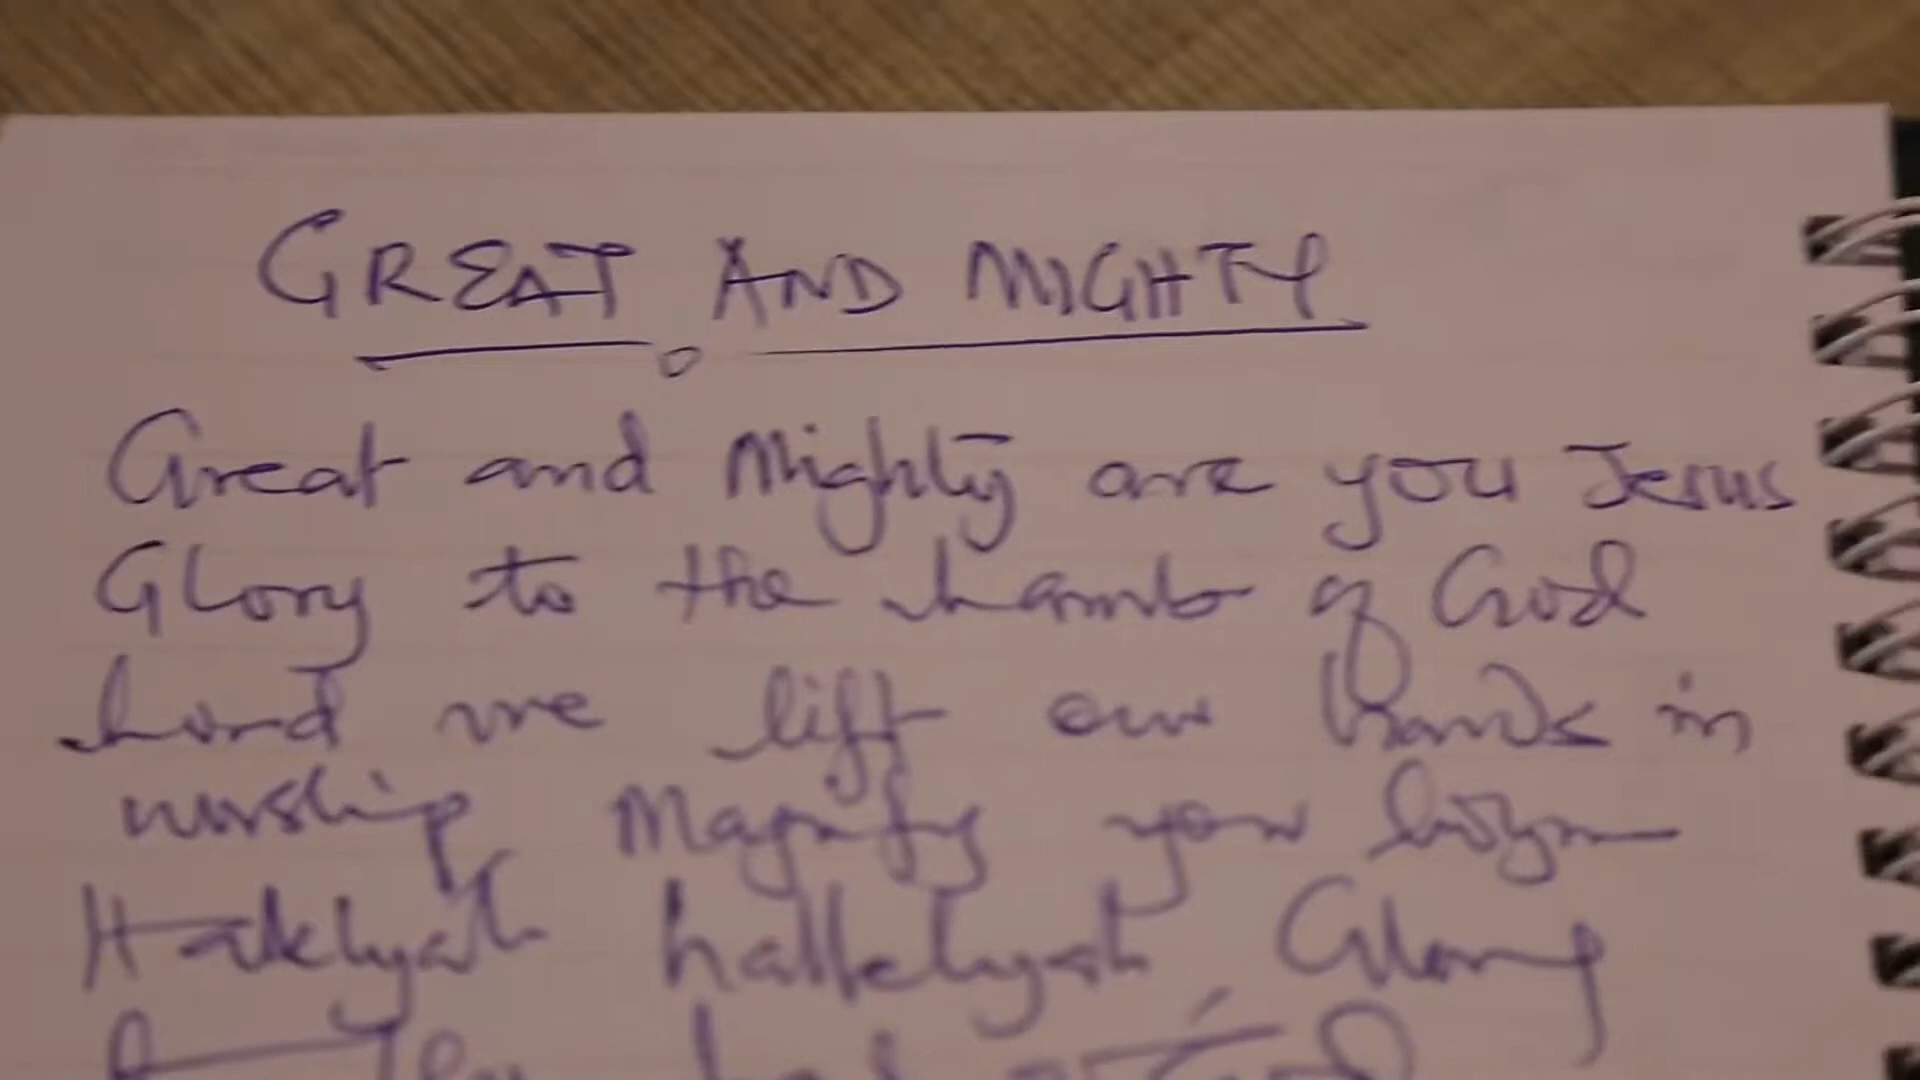 GREAT AND MIGHTY
Great and Mighty are you Jesus
Glory to the Lamb of God
Lord we lift our hands in
worship Magnify your
Hallelujah hallelujah Glory